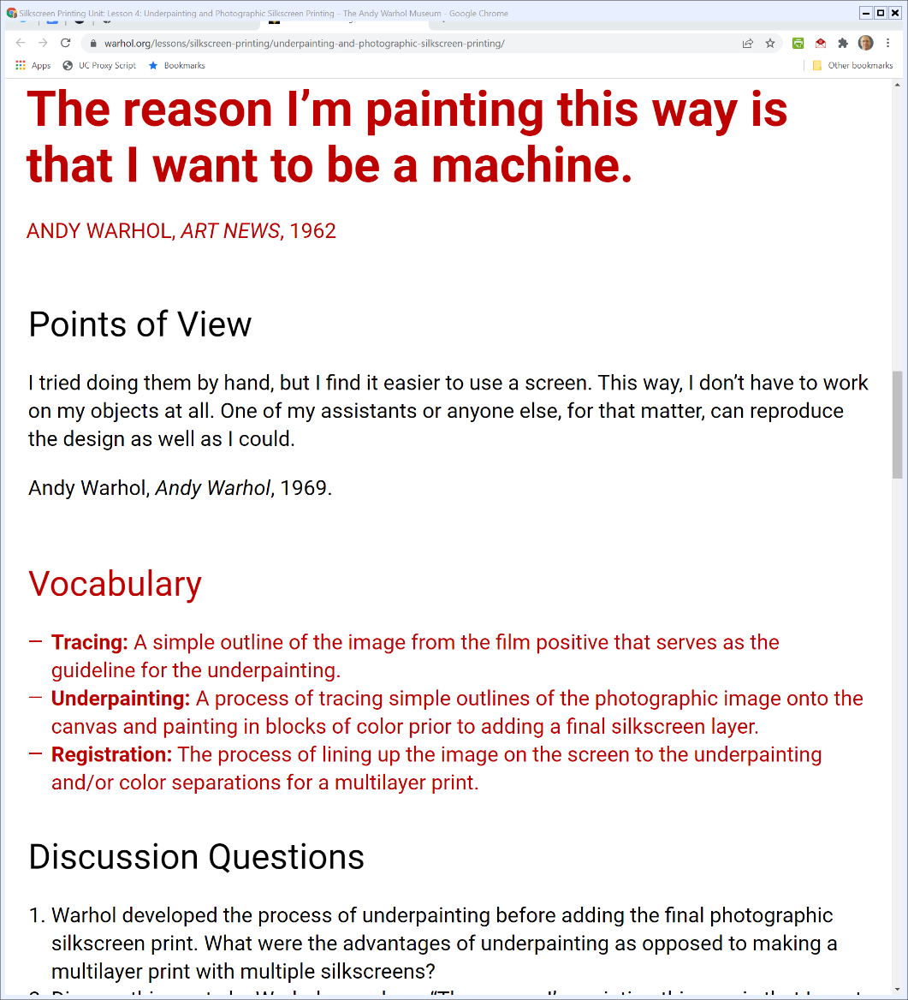 Silkscreen Printing Unit: Lesson 4: Underpainting and Photographic Silkscreen Printing – The Andy Warhol Museum - Google Chrome
warhol.org/lessons/silkscreen-printing/underpainting-and-photographic-silkscreen-printing/
Apps UC Proxy Script Bookmarks Other bookmarks
The reason I’m painting this way is
that I want to be a machine.
ANDY WARHOL, ART NEWS, 1962
Points of View
I tried doing them by hand, but I find it easier to use a screen. This way, I don’t have to work
on my objects at all. One of my assistants or anyone else, for that matter, can reproduce
the design as well as I could.
Andy Warhol, Andy Warhol, 1969.
Vocabulary
— Tracing: A simple outline of the image from the film positive that serves as the
guideline for the underpainting.
— Underpainting: A process of tracing simple outlines of the photographic image onto the
canvas and painting in blocks of color prior to adding a final silkscreen layer.
— Registration: The process of lining up the image on the screen to the underpainting
and/or color separations for a multilayer print.
Discussion Questions
1. Warhol developed the process of underpainting before adding the final photographic
silkscreen print. What were the advantages of underpainting as opposed to making a
multilayer print with multiple silkscreens?